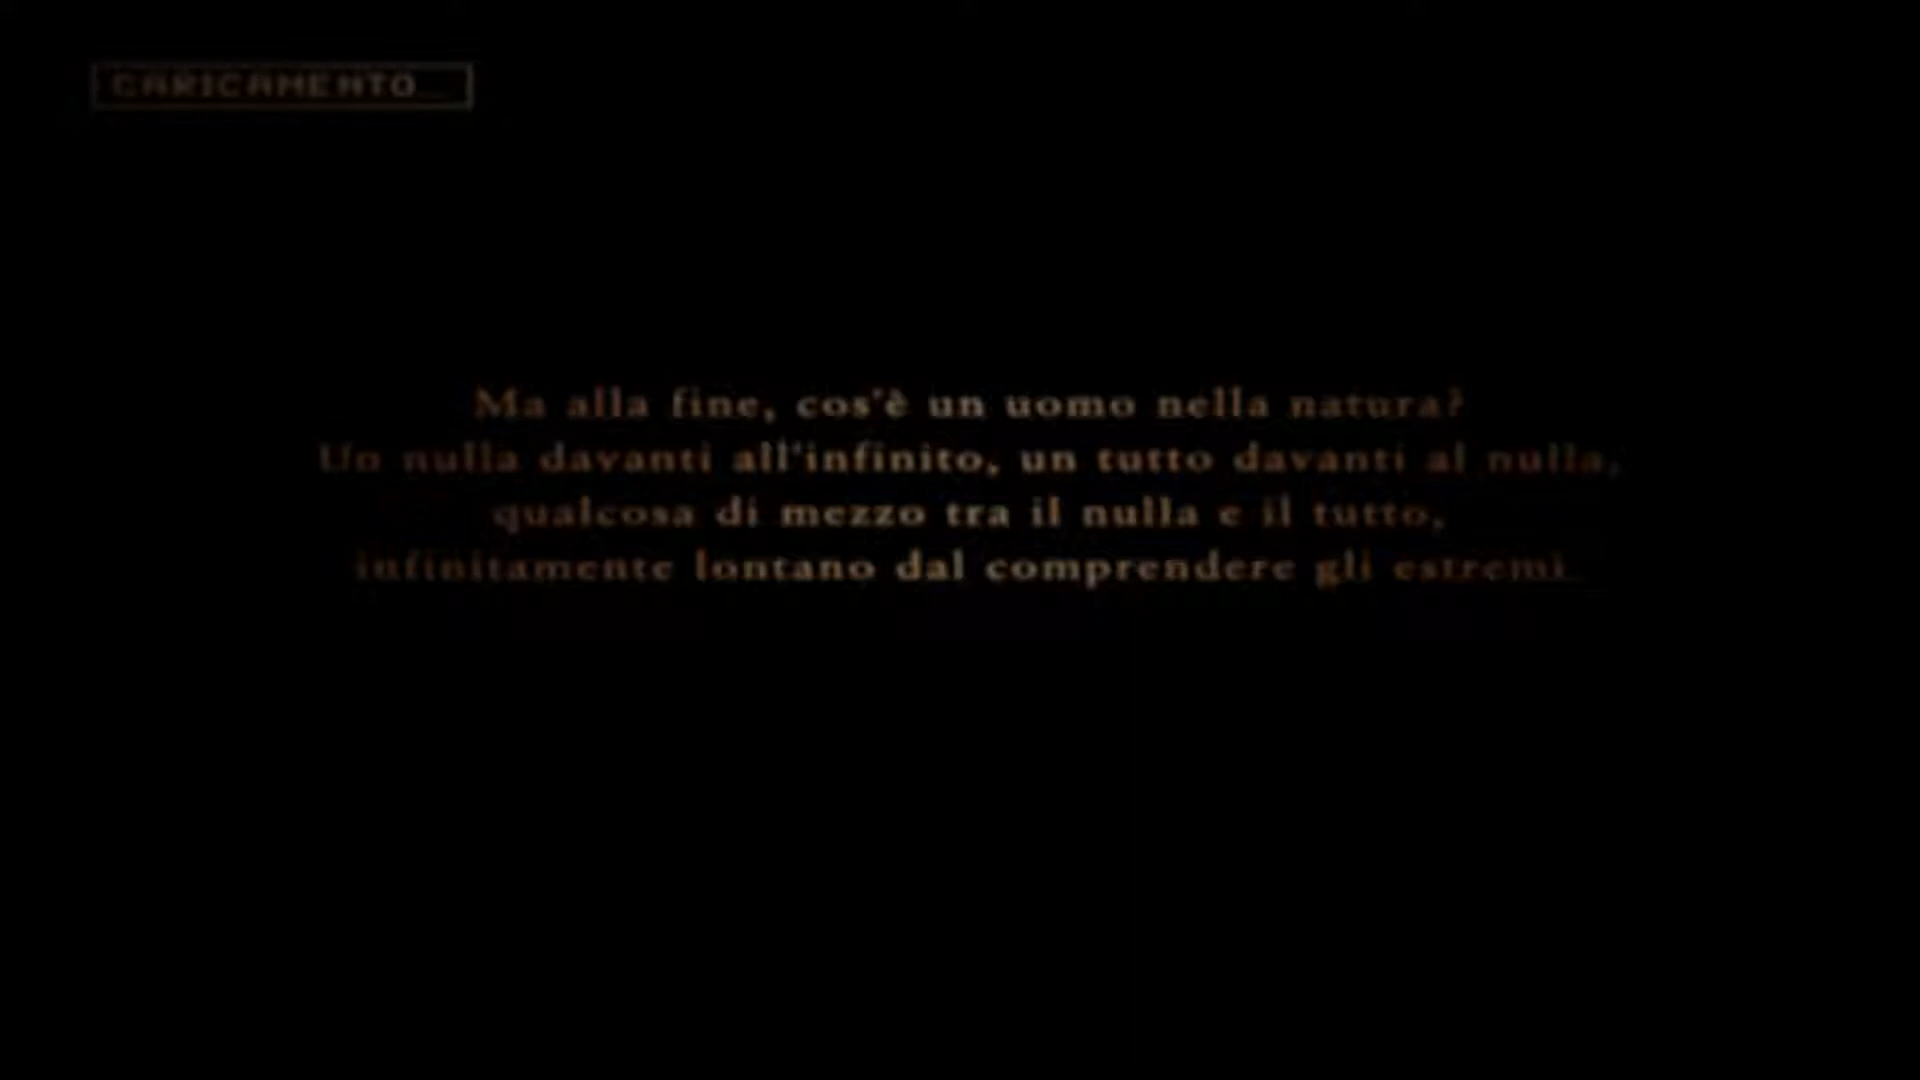 CARICAMENTO...
Ma alla fine, cos'è un uomo nella natura?
Un nulla davanti all'infinito, un tutto davanti al nulla,
qualcosa di mezzo tra il nulla e il tutto,
infinitamente lontano dal comprendere gli estremi.